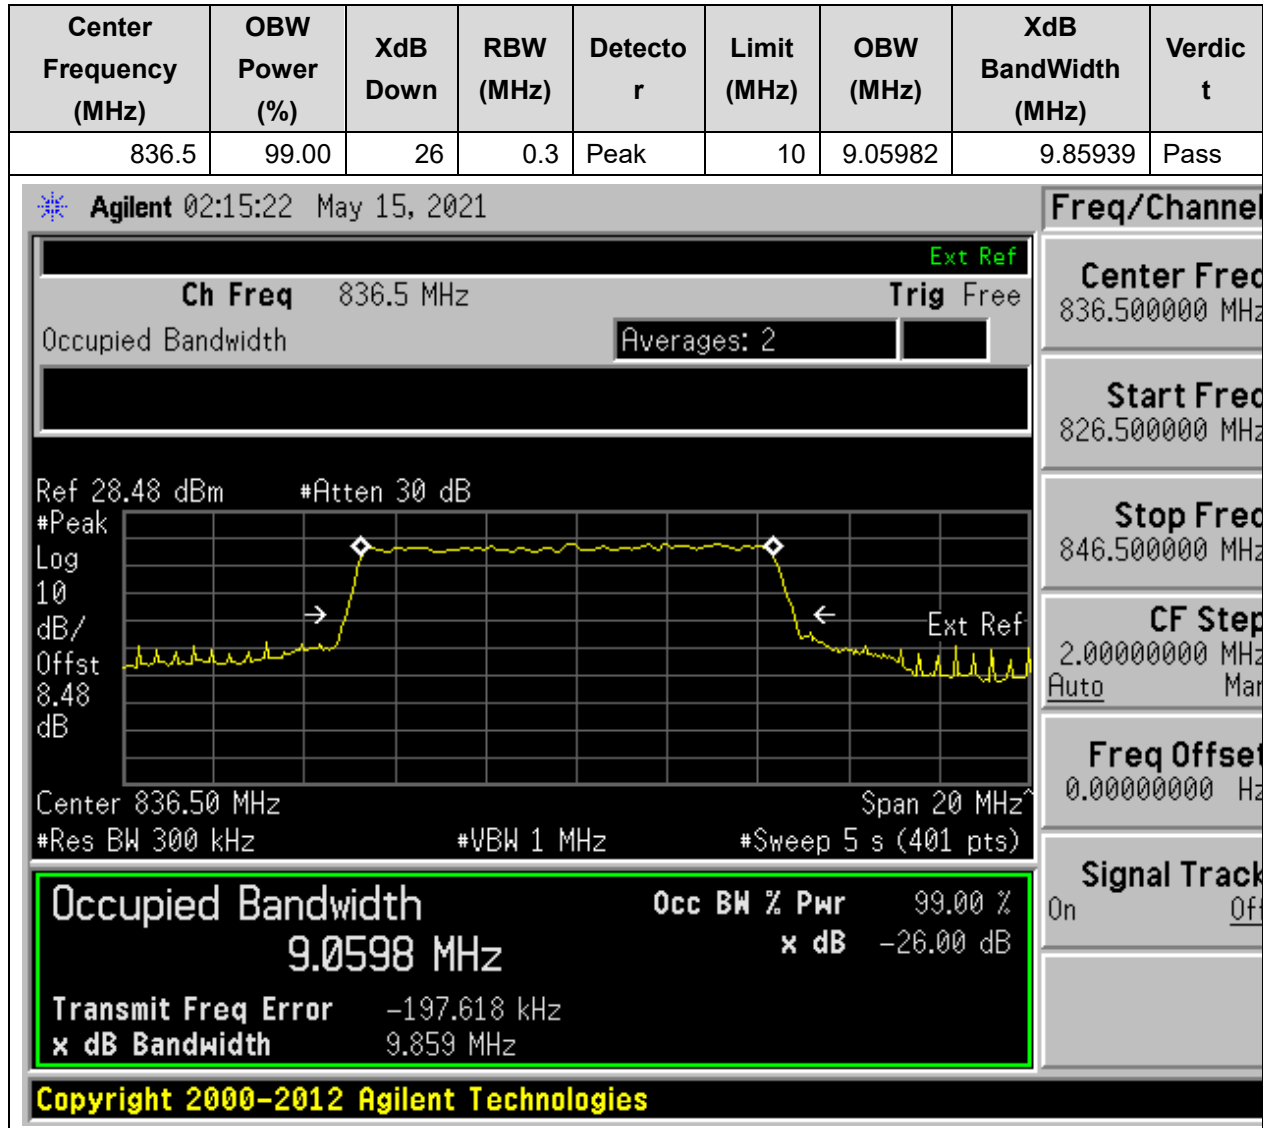 Center Frequency (MHz) OBW Power (%) XdB Down RBW (MHz) Detector Limit (MHz) OBW (MHz) XdB BandWidth (MHz) Verdict
836.5 99.00 26 0.3 Peak 10 9.05982 9.85939 Pass
Agilent 02:15:22 May 15, 2021
Freq/Channel
Ext Ref
Ch Freq 836.5 MHz Trig Free
Occupied Bandwidth Averages: 2
Center Freq
836.500000 MHz
Start Freq
826.500000 MHz
Stop Freq
846.500000 MHz
CF Step
2.00000000 MHz
Auto Man
Freq Offset
0.00000000 Hz
Signal Track
On Off
Ref 28.48 dBm #Atten 30 dB
#Peak
Log
10
dB/
Offst
8.48
dB
Ext Ref
Center 836.50 MHz Span 20 MHz^
#Res BW 300 kHz #VBW 1 MHz #Sweep 5 s (401 pts)
Occupied Bandwidth Occ BW % Pwr 99.00 %
9.0598 MHz x dB -26.00 dB
Transmit Freq Error -197.618 kHz
x dB Bandwidth 9.859 MHz
Copyright 2000-2012 Agilent Technologies